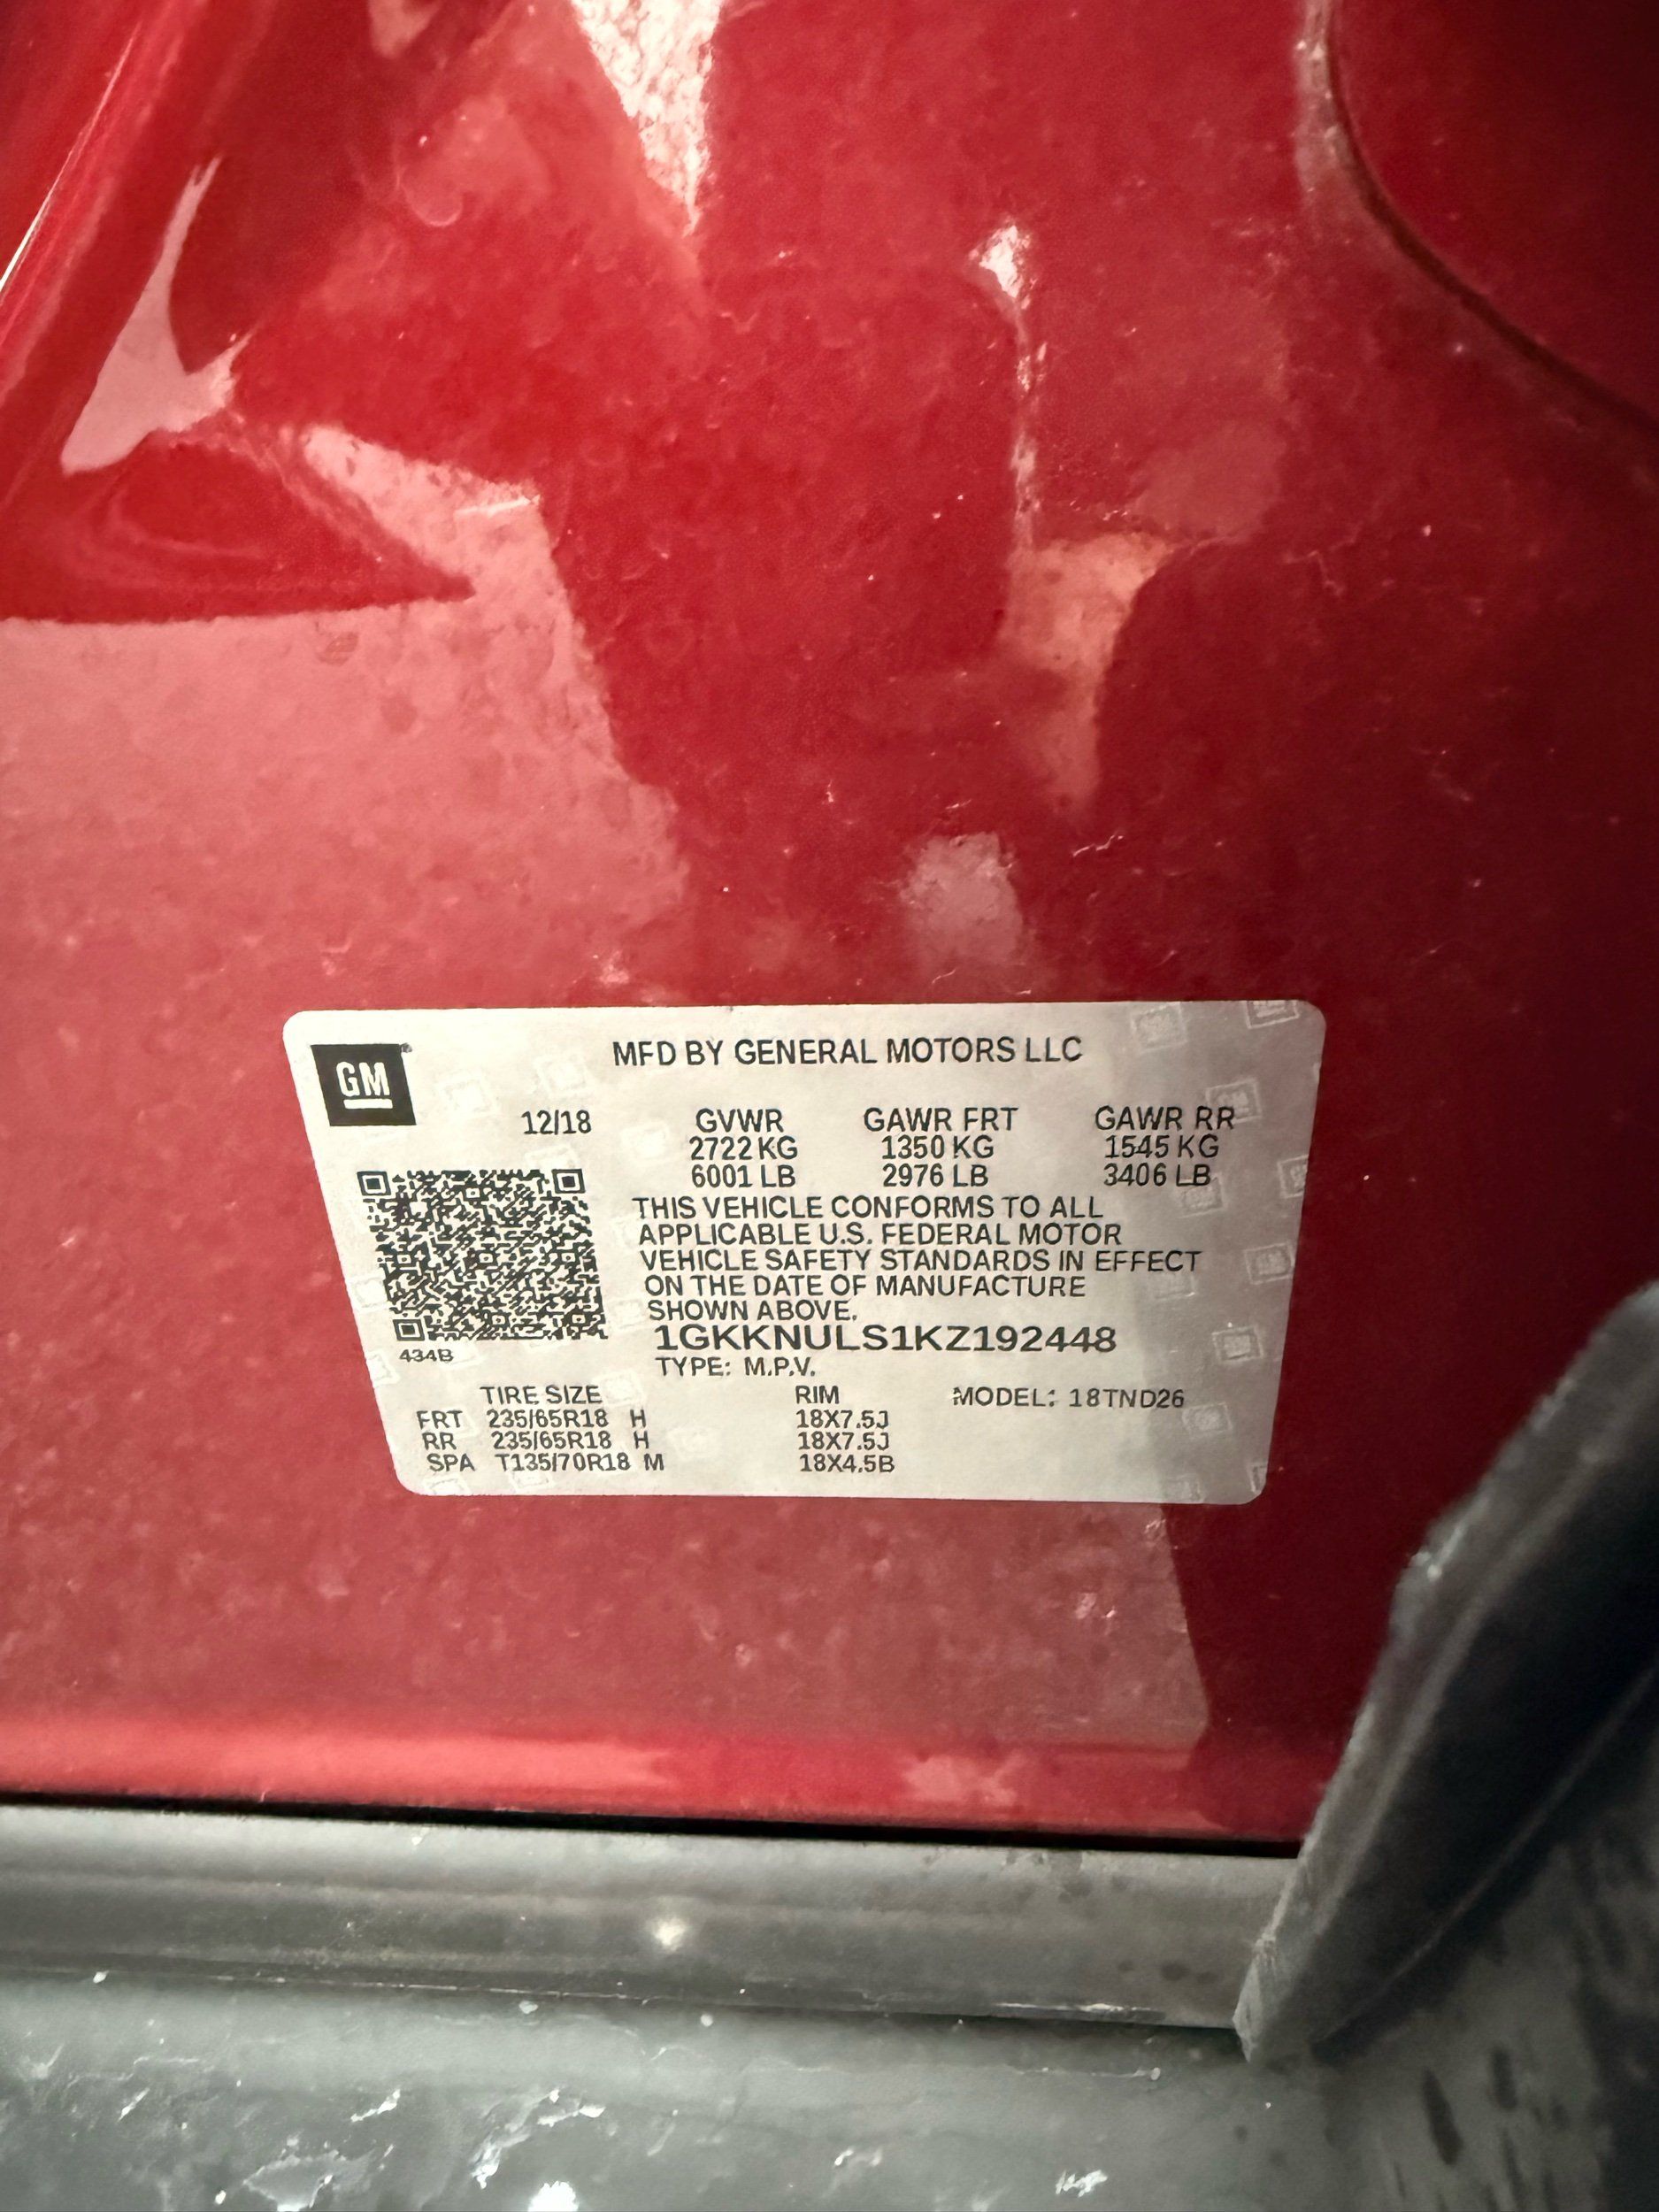 GM
MFD BY GENERAL MOTORS LLC
12/18 GVWR GAWR FRT GAWR RR
2722 KG 1350 KG 1545 KG
6001 LB 2976 LB 3406 LB
THIS VEHICLE CONFORMS TO ALL
APPLICABLE U.S. FEDERAL MOTOR
VEHICLE SAFETY STANDARDS IN EFFECT
ON THE DATE OF MANUFACTURE
SHOWN ABOVE.
1GKKNULS1KZ192448
434B
TYPE: M.P.V.
TIRE SIZE RIM MODEL: 18TND26
FRT 235/65R18 H 18X7.5J
RR 235/65R18 H 18X7.5J
SPA T135/70R18 M 18X4.5B